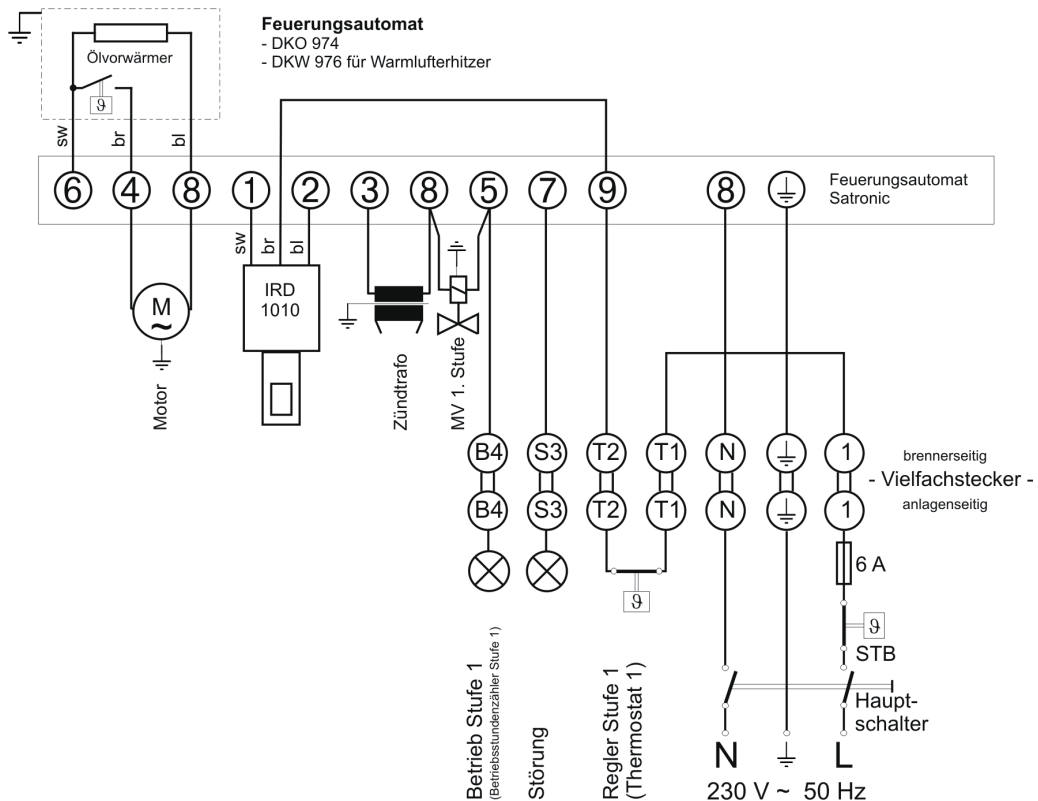 Feuerungsautomat
- DKO 974
- DKW 976 für Warmlufterhitzer
Ölvorwärmer
ϑ
sw
br
bl
6
4
8
1
2
3
8
5
7
9
8
Feuerungsautomat
Satronic
sw
br
bl
IRD
1010
M
~
Motor
Zündtrafo
MV 1. Stufe
B4
S3
T2
T1
N
1
brennerseitig
- Vielfachstecker -
anlagenseitig
B4
S3
T2
T1
N
1
6 A
ϑ
ϑ
STB
Haupt-
schalter
Betrieb Stufe 1
(Betriebsstundenzähler Stufe 1)
Störung
Regler Stufe 1
(Thermostat 1)
N
L
230 V ~ 50 Hz